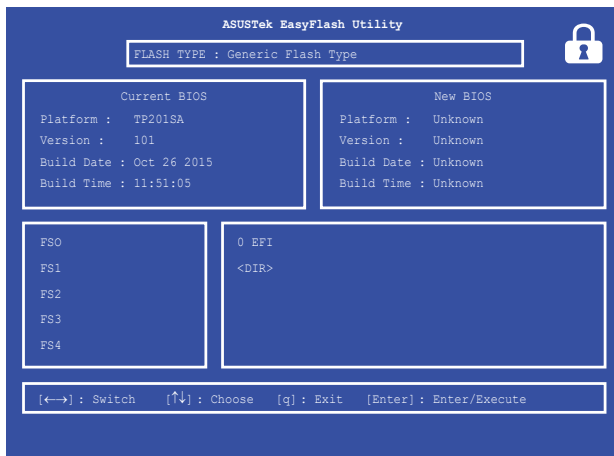 ASUSTek EasyFlash Utility
FLASH TYPE : Generic Flash Type
Current BIOS
Platform : TP201SA
Version : 101
Build Date : Oct 26 2015
Build Time : 11:51:05
New BIOS
Platform : Unknown
Version : Unknown
Build Date : Unknown
Build Time : Unknown
FSO
FS1
FS2
FS3
FS4
0 EFI
<DIR>
[←→] : Switch [↑↓] : Choose [q] : Exit [Enter] : Enter/Execute